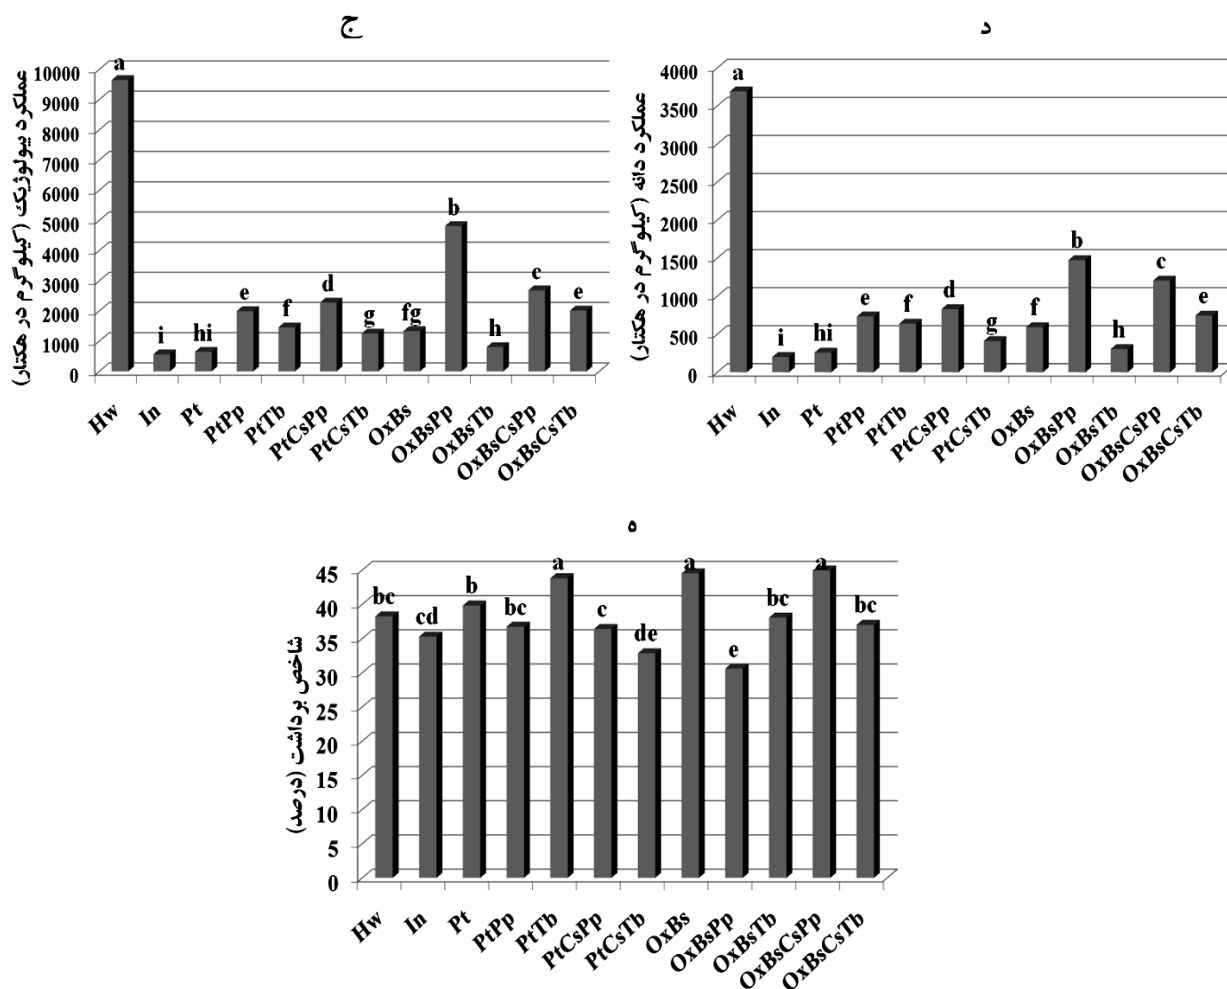 ج
عملکرد بیولوژیک (کیلوگرم در هکتار)
10000
9000
8000
7000
6000
5000
4000
3000
2000
1000
0
a
i
hi
e
f
d
g
fg
b
h
c
e
Hw
In
Pt
PtPp
PtTb
PtCsPp
PtCsTb
OxBs
OxBsPp
OxBsTb
OxBsCsPp
OxBsCsTb
د
عملکرد دانه (کیلوگرم در هکتار)
4000
3500
3000
2500
2000
1500
1000
500
0
a
i
hi
e
f
d
g
f
b
h
c
e
Hw
In
Pt
PtPp
PtTb
PtCsPp
PtCsTb
OxBs
OxBsPp
OxBsTb
OxBsCsPp
OxBsCsTb
ه
شاخص برداشت (درصد)
45
40
35
30
25
20
15
10
5
0
bc
cd
b
bc
a
c
de
a
e
bc
a
bc
Hw
In
Pt
PtPp
PtTb
PtCsPp
PtCsTb
OxBs
OxBsPp
OxBsTb
OxBsCsPp
OxBsCsTb